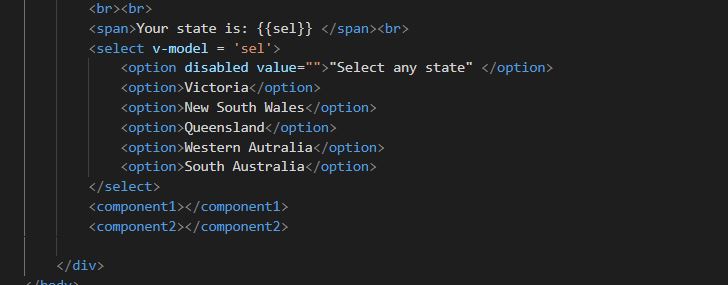 <br><br>
<span>Your state is: {{sel}} </span><br>
<select v-model = 'sel'>
<option disabled value="">"Select any state" </option>
<option>Victoria</option>
<option>New South Wales</option>
<option>Queensland</option>
<option>Western Autralia</option>
<option>South Australia</option>
</select>
<component1></component1>
<component2></component2>
</div>
</body>